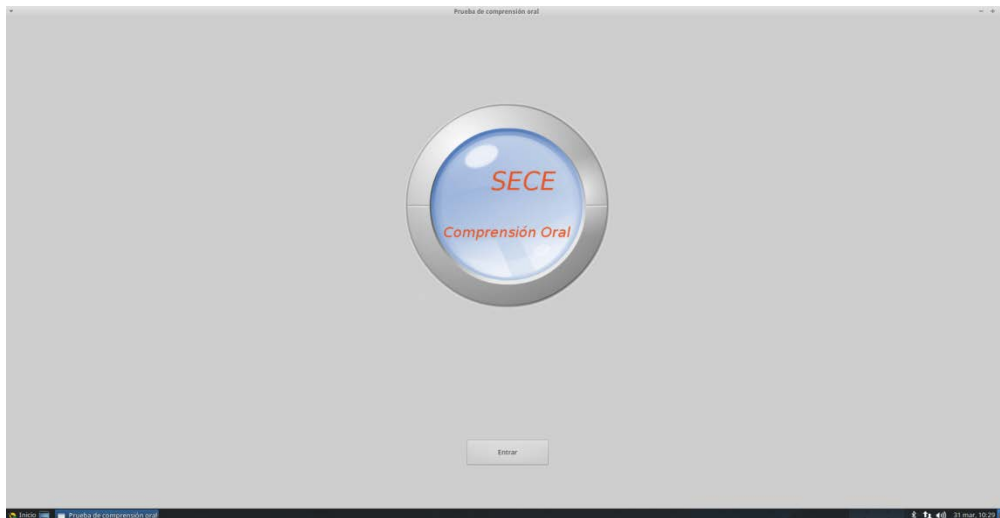 Prueba de comprensión oral
SECE
Comprensión Oral
Entrar
Inicio
Prueba de comprensión oral
31 mar, 10:29